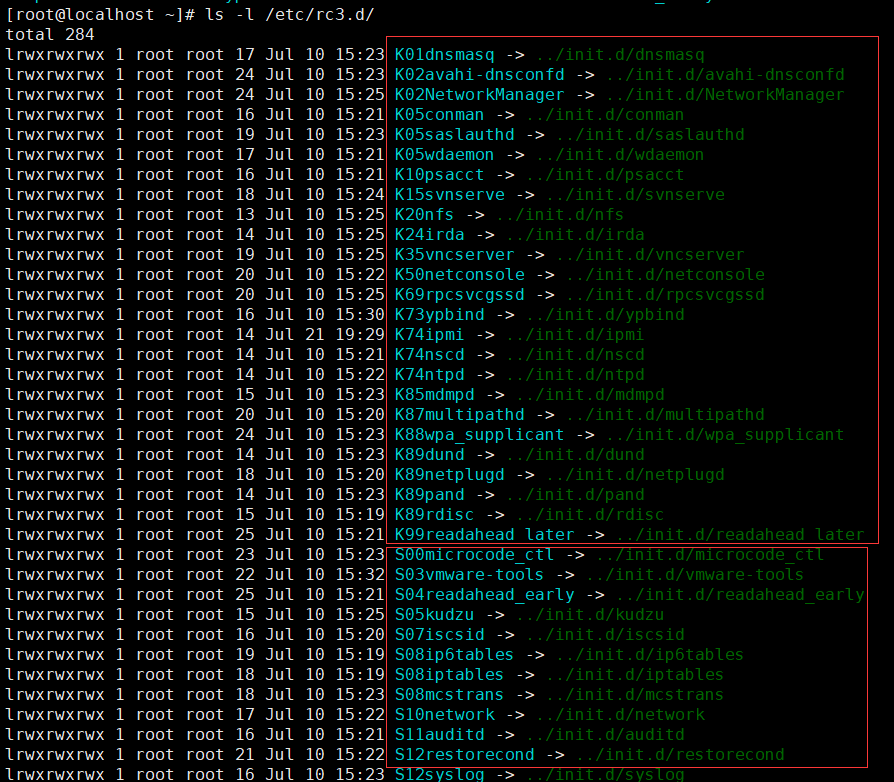 [root@localhost ~]# ls -l /etc/rc3.d/
total 284
lrwxrwxrwx 1 root root 17 Jul 10 15:23 K01dnsmasq -> ../init.d/dnsmasq
lrwxrwxrwx 1 root root 24 Jul 10 15:23 K02avahi-dnsconfd -> ../init.d/avahi-dnsconfd
lrwxrwxrwx 1 root root 24 Jul 10 15:25 K02NetworkManager -> ../init.d/NetworkManager
lrwxrwxrwx 1 root root 16 Jul 10 15:21 K05conman -> ../init.d/conman
lrwxrwxrwx 1 root root 19 Jul 10 15:23 K05saslauthd -> ../init.d/saslauthd
lrwxrwxrwx 1 root root 17 Jul 10 15:21 K05wdaemon -> ../init.d/wdaemon
lrwxrwxrwx 1 root root 16 Jul 10 15:21 K10psacct -> ../init.d/psacct
lrwxrwxrwx 1 root root 18 Jul 10 15:24 K15svnserve -> ../init.d/svnserve
lrwxrwxrwx 1 root root 13 Jul 10 15:25 K20nfs -> ../init.d/nfs
lrwxrwxrwx 1 root root 14 Jul 10 15:25 K24irda -> ../init.d/irda
lrwxrwxrwx 1 root root 19 Jul 10 15:25 K35vncserver -> ../init.d/vncserver
lrwxrwxrwx 1 root root 20 Jul 10 15:22 K50netconsole -> ../init.d/netconsole
lrwxrwxrwx 1 root root 20 Jul 10 15:25 K69rpcsvcgssd -> ../init.d/rpcsvcgssd
lrwxrwxrwx 1 root root 16 Jul 10 15:30 K73ypbind -> ../init.d/ypbind
lrwxrwxrwx 1 root root 14 Jul 21 19:29 K74ipmi -> ../init.d/ipmi
lrwxrwxrwx 1 root root 14 Jul 10 15:21 K74nscd -> ../init.d/nscd
lrwxrwxrwx 1 root root 14 Jul 10 15:22 K74ntpd -> ../init.d/ntpd
lrwxrwxrwx 1 root root 15 Jul 10 15:23 K85mdmpd -> ../init.d/mdmpd
lrwxrwxrwx 1 root root 20 Jul 10 15:20 K87multipathd -> ../init.d/multipathd
lrwxrwxrwx 1 root root 24 Jul 10 15:23 K88wpa_supplicant -> ../init.d/wpa_supplicant
lrwxrwxrwx 1 root root 14 Jul 10 15:23 K89dund -> ../init.d/dund
lrwxrwxrwx 1 root root 18 Jul 10 15:20 K89netplugd -> ../init.d/netplugd
lrwxrwxrwx 1 root root 14 Jul 10 15:23 K89pand -> ../init.d/pand
lrwxrwxrwx 1 root root 15 Jul 10 15:19 K89rdisc -> ../init.d/rdisc
lrwxrwxrwx 1 root root 25 Jul 10 15:21 K99readahead_later -> ../init.d/readahead_later
lrwxrwxrwx 1 root root 23 Jul 10 15:23 S00microcode_ctl -> ../init.d/microcode_ctl
lrwxrwxrwx 1 root root 22 Jul 10 15:32 S03vmware-tools -> ../init.d/vmware-tools
lrwxrwxrwx 1 root root 25 Jul 10 15:21 S04readahead_early -> ../init.d/readahead_early
lrwxrwxrwx 1 root root 15 Jul 10 15:25 S05kudzu -> ../init.d/kudzu
lrwxrwxrwx 1 root root 16 Jul 10 15:20 S07iscsid -> ../init.d/iscsid
lrwxrwxrwx 1 root root 19 Jul 10 15:19 S08ip6tables -> ../init.d/ip6tables
lrwxrwxrwx 1 root root 18 Jul 10 15:19 S08iptables -> ../init.d/iptables
lrwxrwxrwx 1 root root 18 Jul 10 15:23 S08mcstrans -> ../init.d/mcstrans
lrwxrwxrwx 1 root root 17 Jul 10 15:22 S10network -> ../init.d/network
lrwxrwxrwx 1 root root 16 Jul 10 15:21 S11auditd -> ../init.d/auditd
lrwxrwxrwx 1 root root 21 Jul 10 15:22 S12restorecond -> ../init.d/restorecond
lrwxrwxrwx 1 root root 16 Jul 10 15:23 S12syslog -> ../init.d/syslog